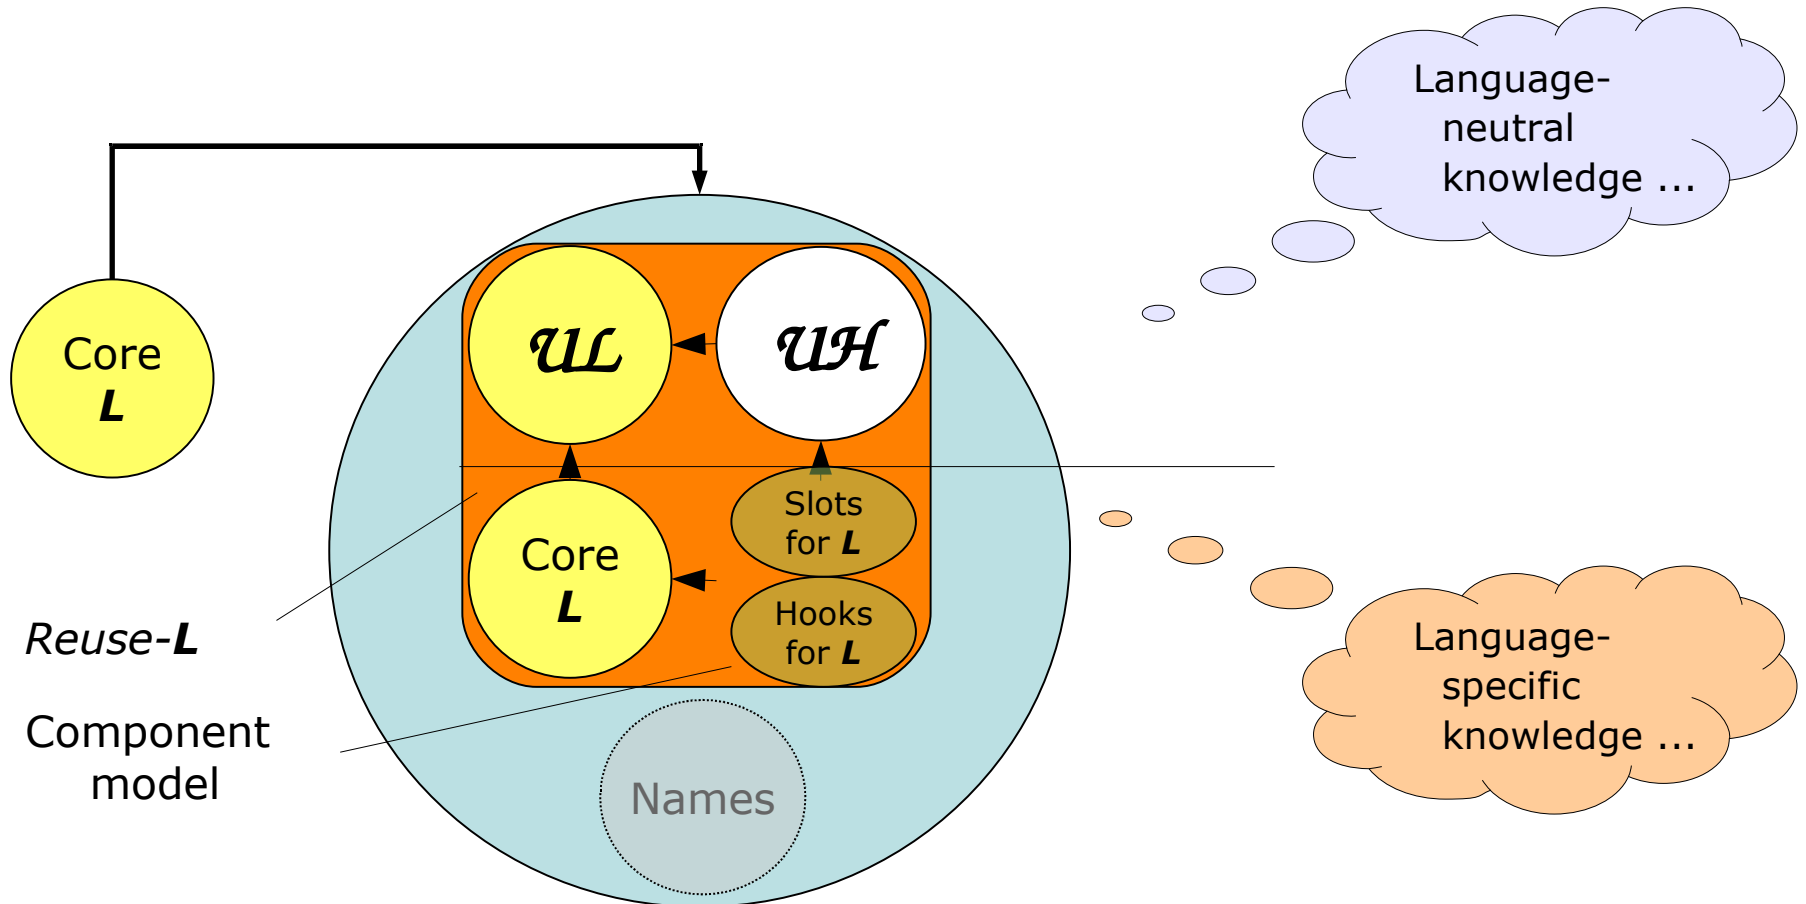 Language-
neutral
knowledge ...
Core
L
UL
UH
Slots
for L
Core
L
Hooks
for L
Reuse-L
Language-
specific
knowledge ...
Component
model
Names